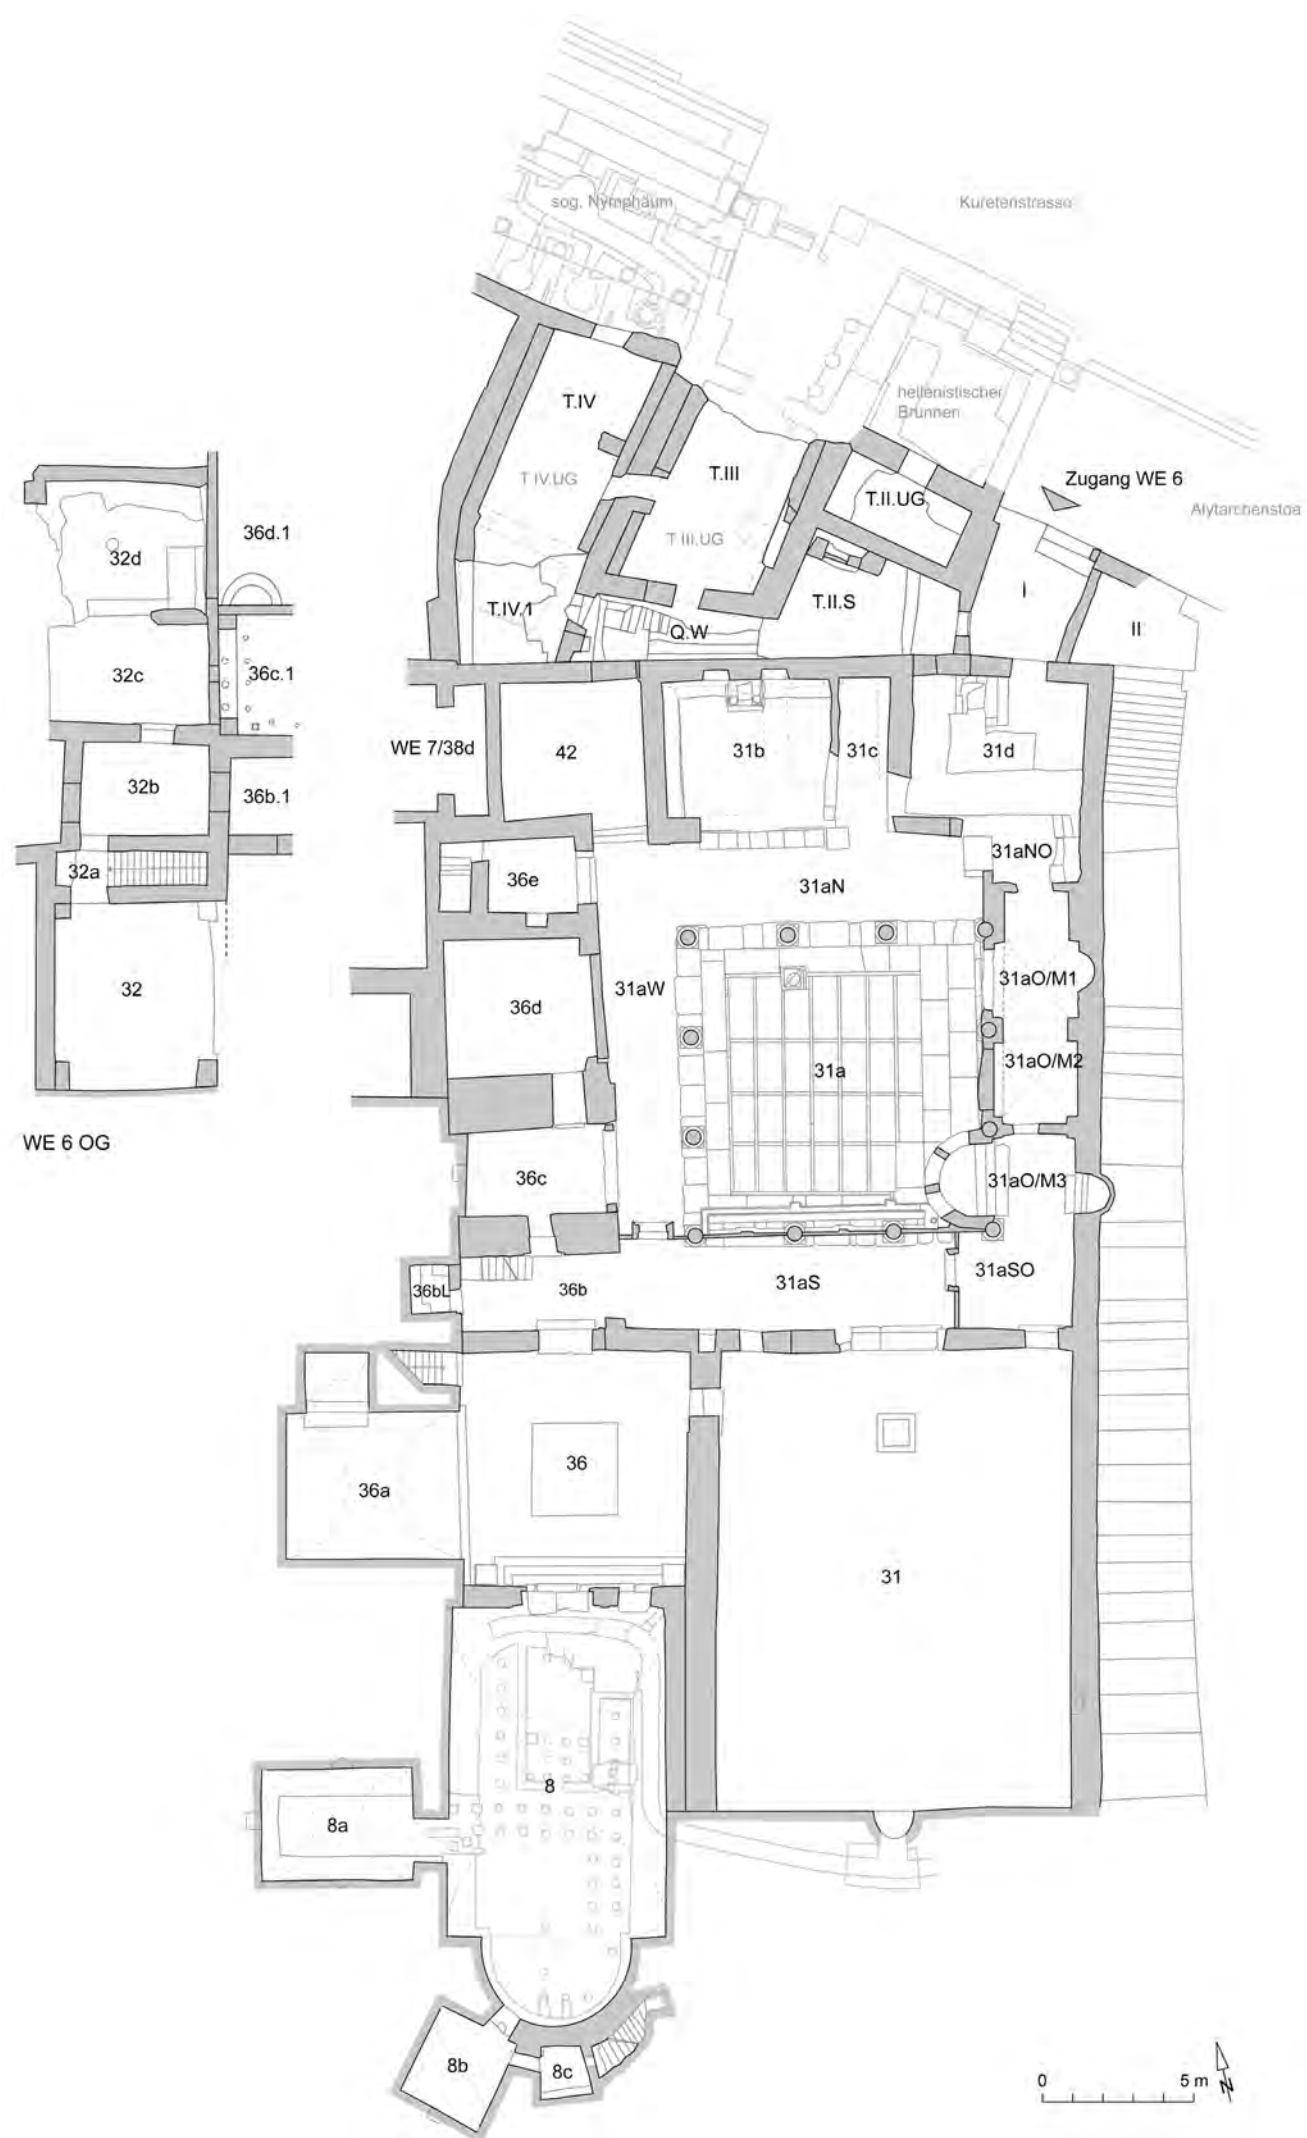 sog. Nymphäum
Kuretenstrasse
T.IV
hellenistischer
Brunnen
T.III
T IV.UG
Zugang WE 6
T.II.UG
Alytarchenstoa
36d.1
T III.UG
32d
T.IV.1
T.II.S
I
II
Q.W
32c
36c.1
WE 7/38d
42
31b
31c
31d
32b
36b.1
32a
36e
31aN
31aNO
32
36d
31aW
31aO/M1
31a
31aO/M2
WE 6 OG
36c
31aO/M3
36bL
36b
31aS
31aSO
36a
36
31
8
8a
8b
8c
0
5 m
N